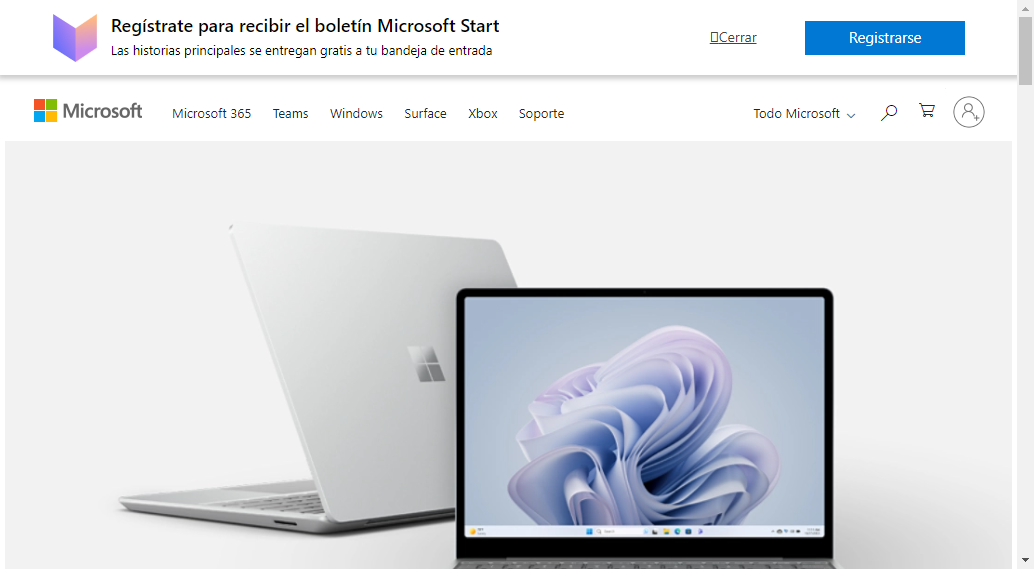 Regístrate para recibir el boletín Microsoft Start
Las historias principales se entregan gratis a tu bandeja de entrada
Cerrar
Registrarse
Microsoft
Microsoft 365
Teams
Windows
Surface
Xbox
Soporte
Todo Microsoft
Search